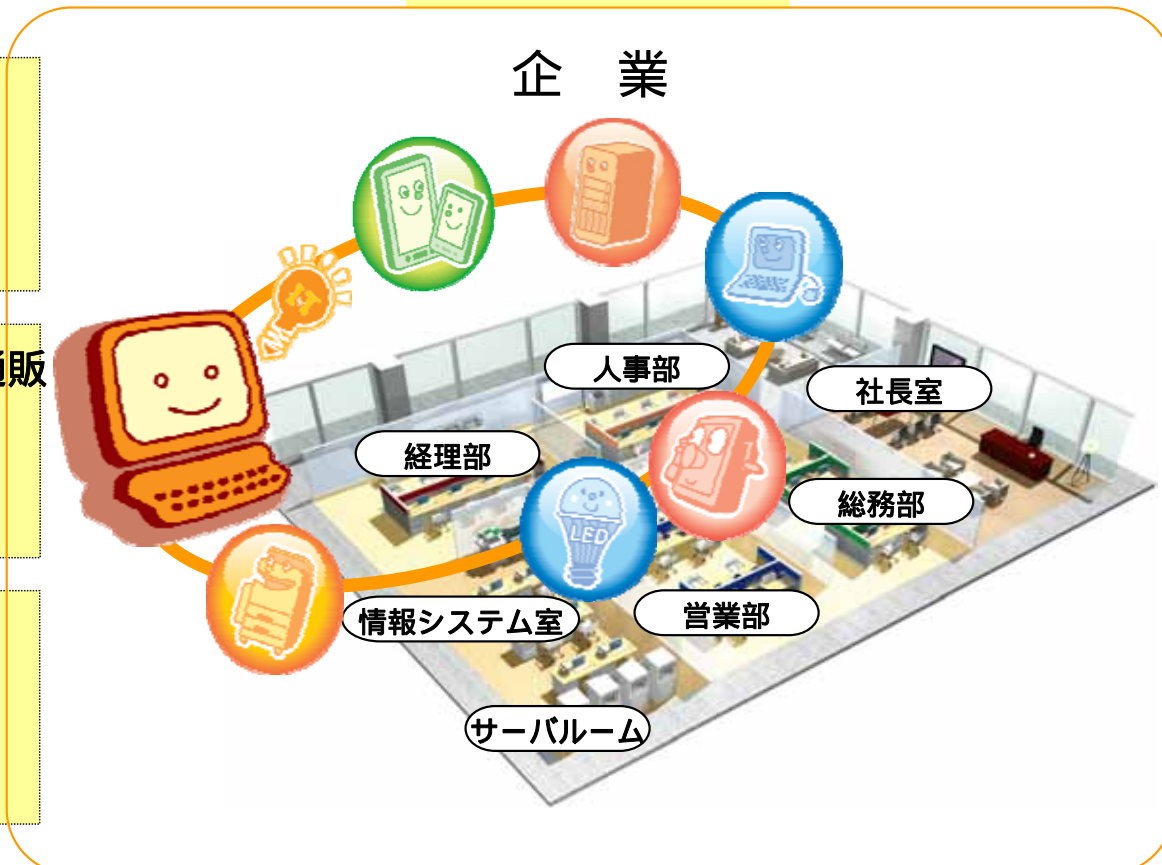 企　業
人事部
社長室
通販
経理部
総務部
LED
情報システム室
営業部
サーバルーム